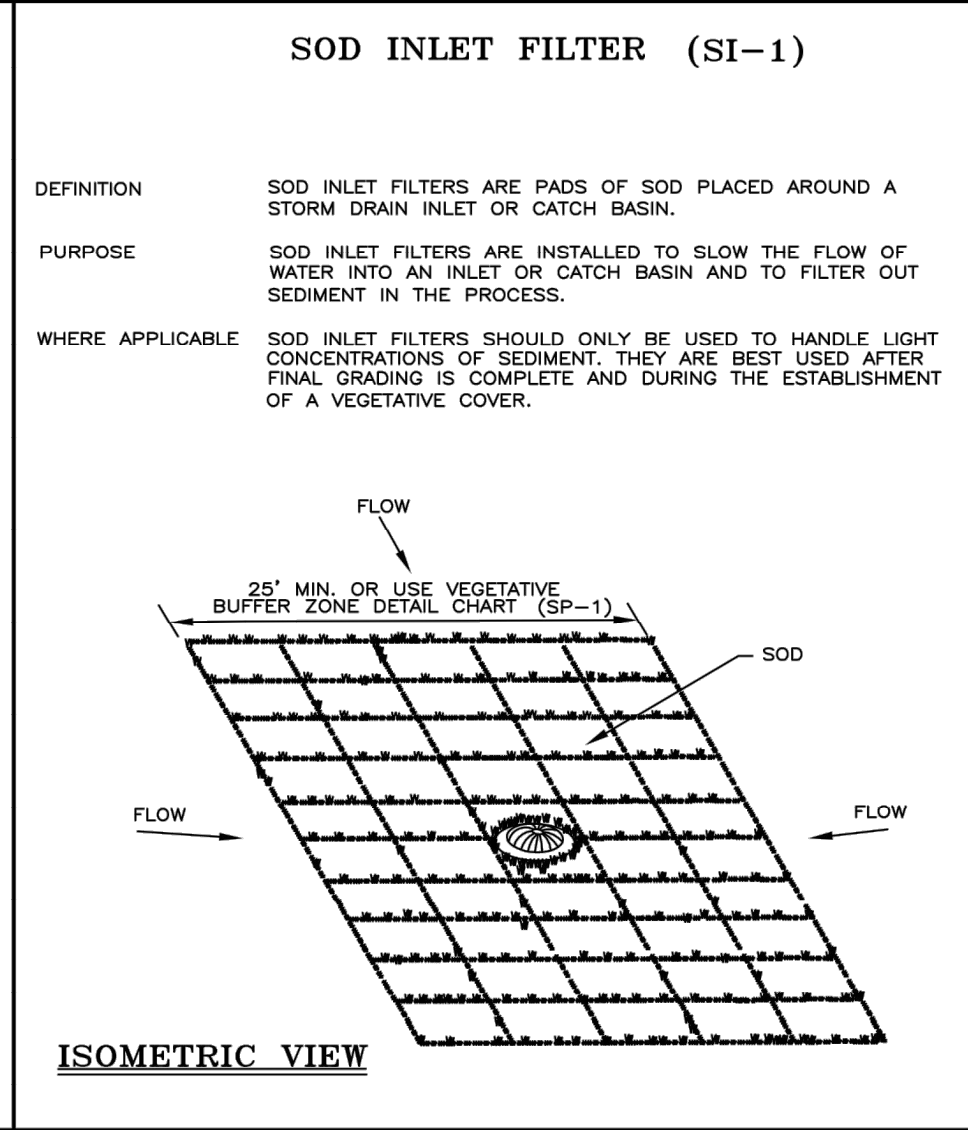 SOD INLET FILTER (SI-1)
DEFINITION
SOD INLET FILTERS ARE PADS OF SOD PLACED AROUND A
STORM DRAIN INLET OR CATCH BASIN.
PURPOSE
SOD INLET FILTERS ARE INSTALLED TO SLOW THE FLOW OF
WATER INTO AN INLET OR CATCH BASIN AND TO FILTER OUT
SEDIMENT IN THE PROCESS.
WHERE APPLICABLE
SOD INLET FILTERS SHOULD ONLY BE USED TO HANDLE LIGHT
CONCENTRATIONS OF SEDIMENT. THEY ARE BEST USED AFTER
FINAL GRADING IS COMPLETE AND DURING THE ESTABLISHMENT
OF A VEGETATIVE COVER.
FLOW
25' MIN. OR USE VEGETATIVE
BUFFER ZONE DETAIL CHART (SP-1)
SOD
FLOW
FLOW
ISOMETRIC VIEW